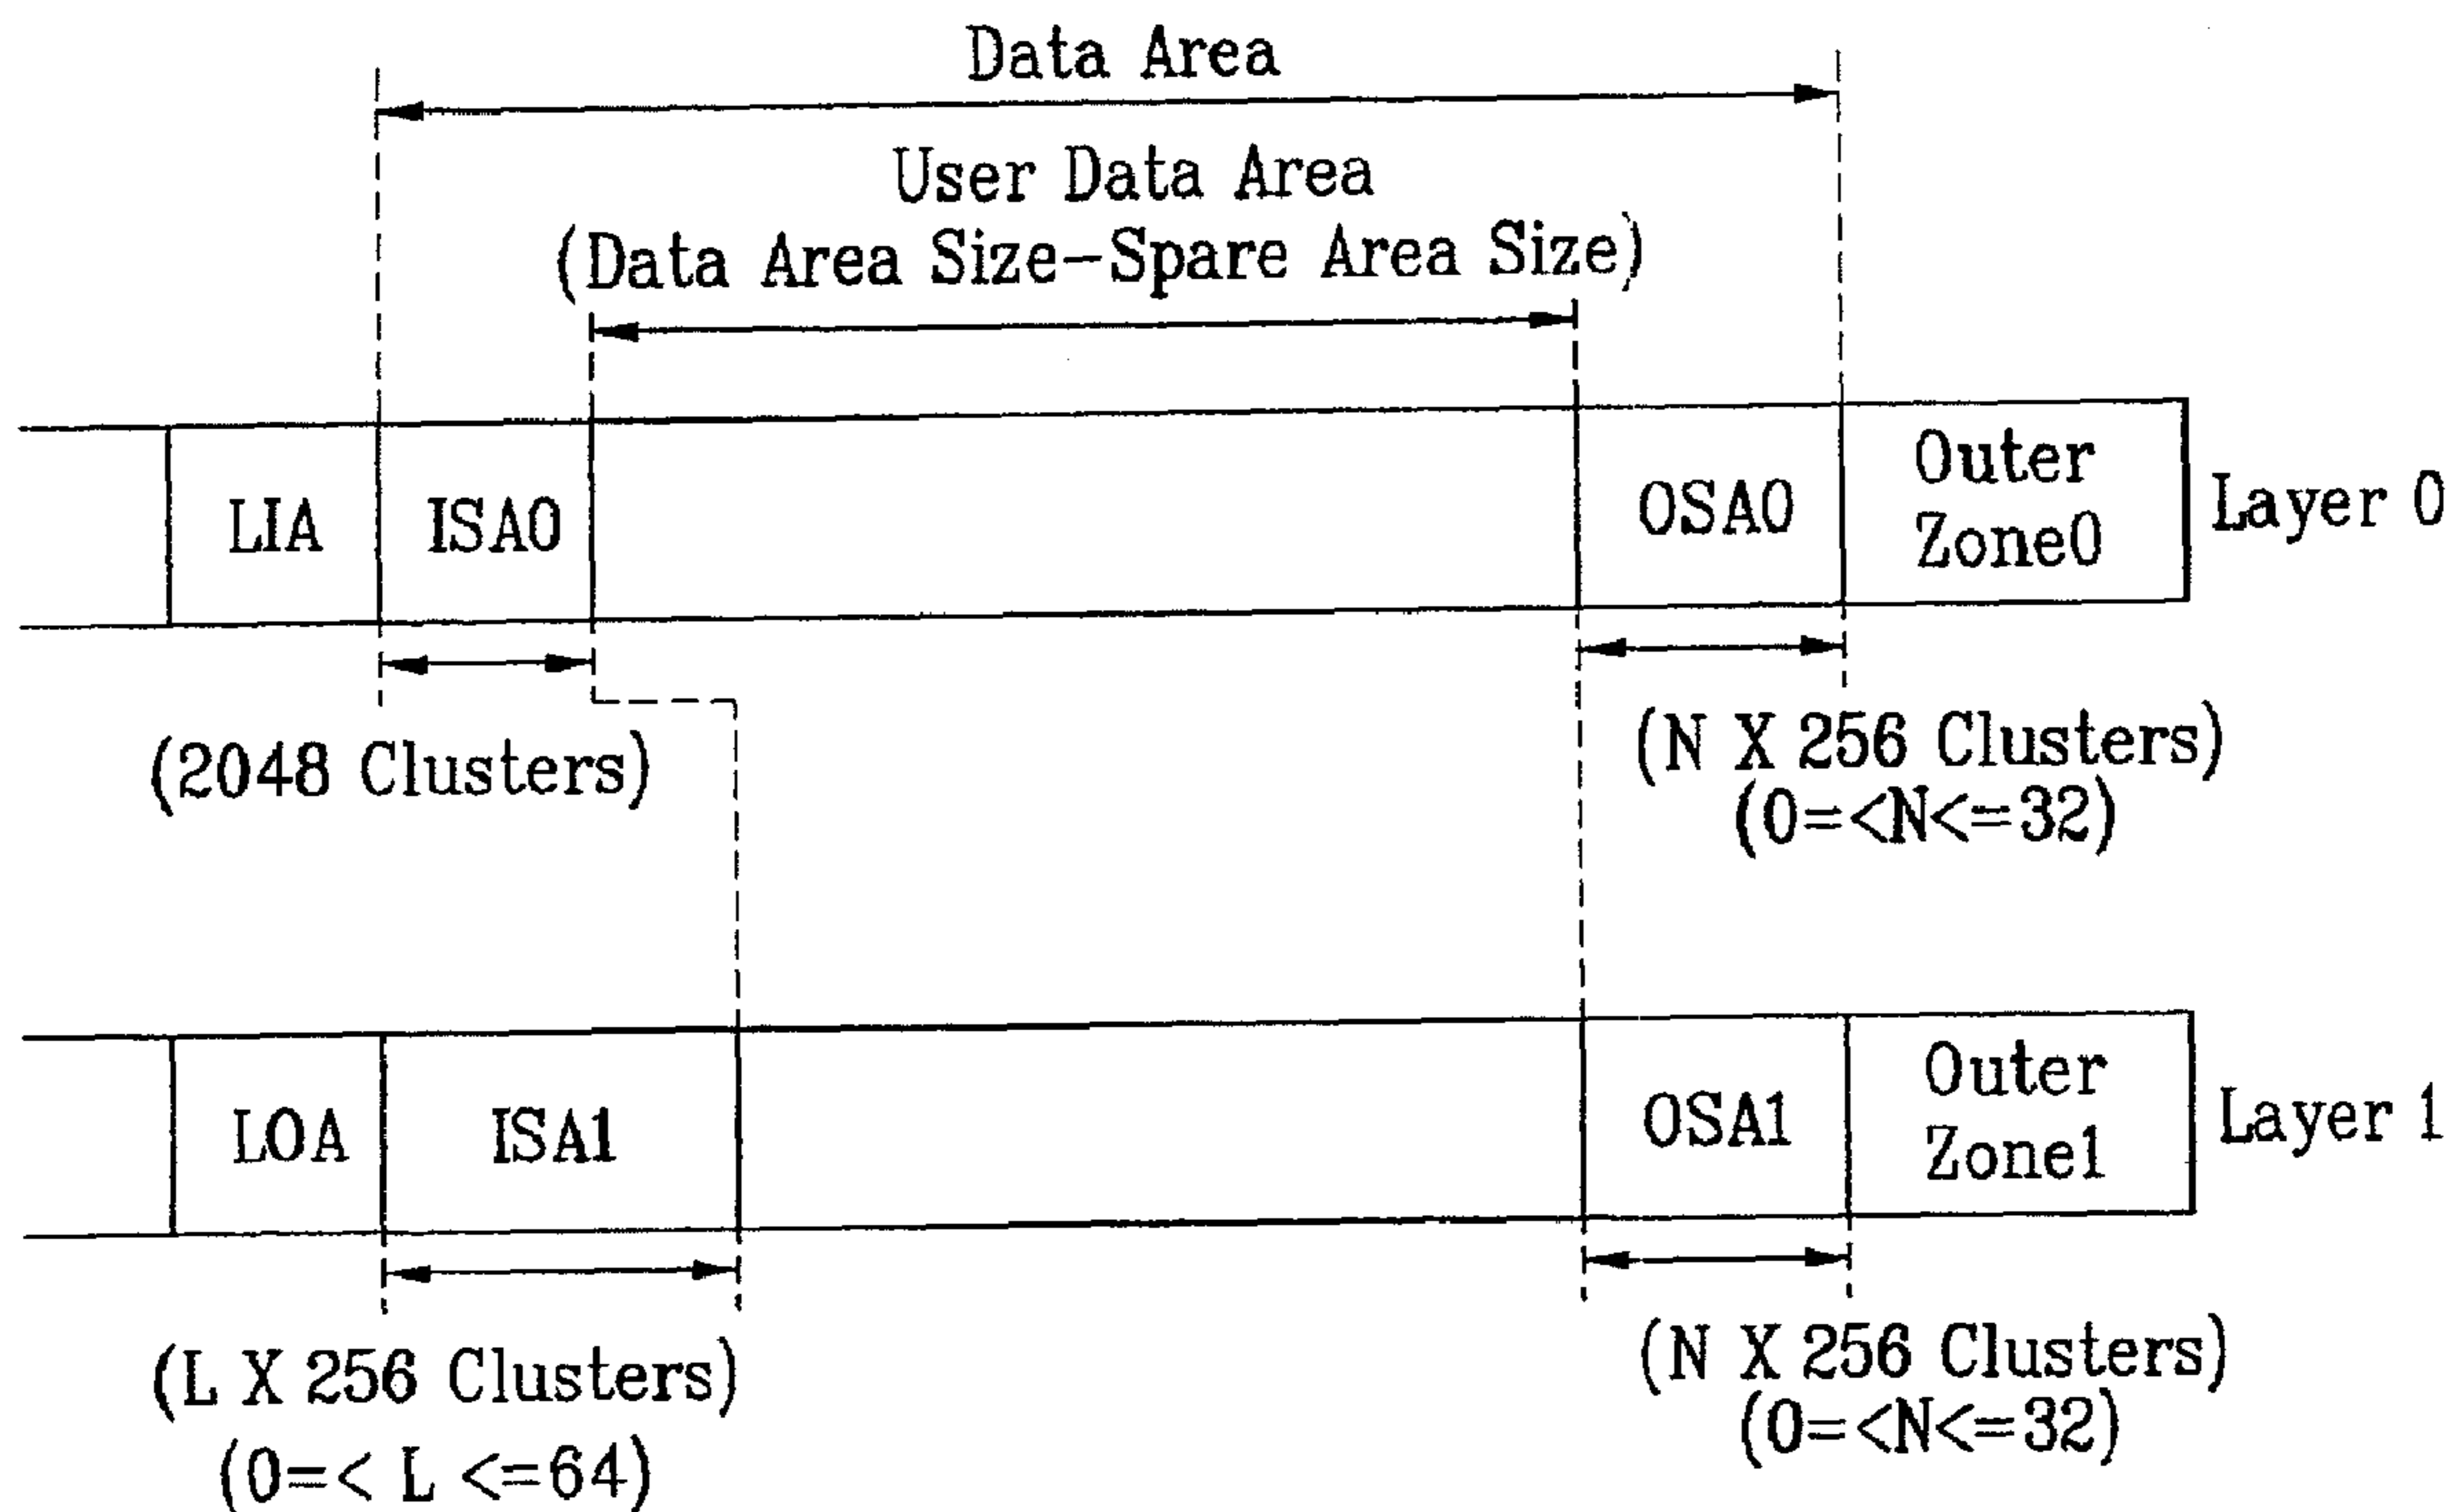 Data Area
User Data Area
(Data Area Size-Spare Area Size)
LIA
ISA0
OSA0
Outer
Zone0
Layer 0
(2048 Clusters)
(N X 256 Clusters)
(0=<N<=32)
LOA
ISA1
OSA1
Outer
Zone1
Layer 1
(L X 256 Clusters)
(0=< L <=64)
(N X 256 Clusters)
(0=<N<=32)